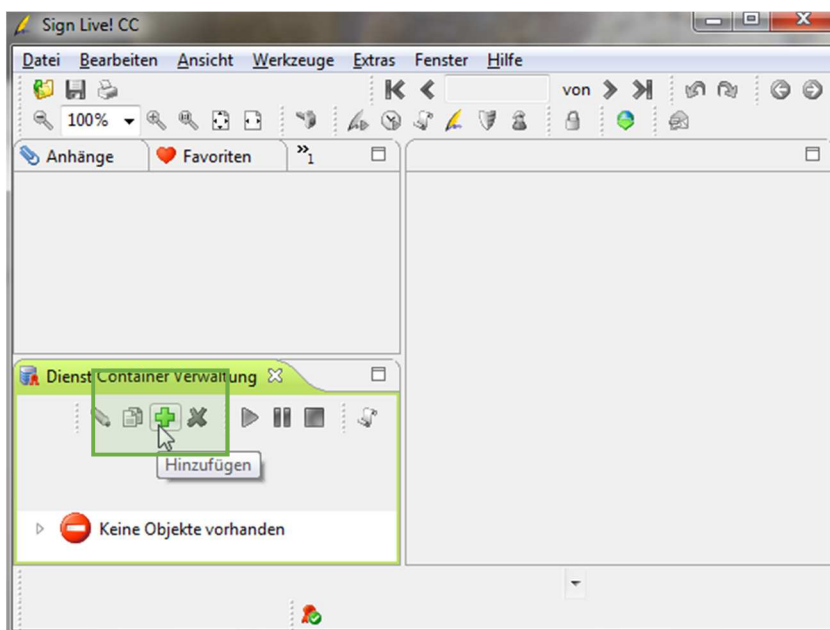 Sign Live! CC
Datei Bearbeiten Ansicht Werkzeuge Extras Fenster Hilfe
von
100%
Anhänge Favoriten »1
Dienst Container Verwaltung
Hinzufügen
Keine Objekte vorhanden